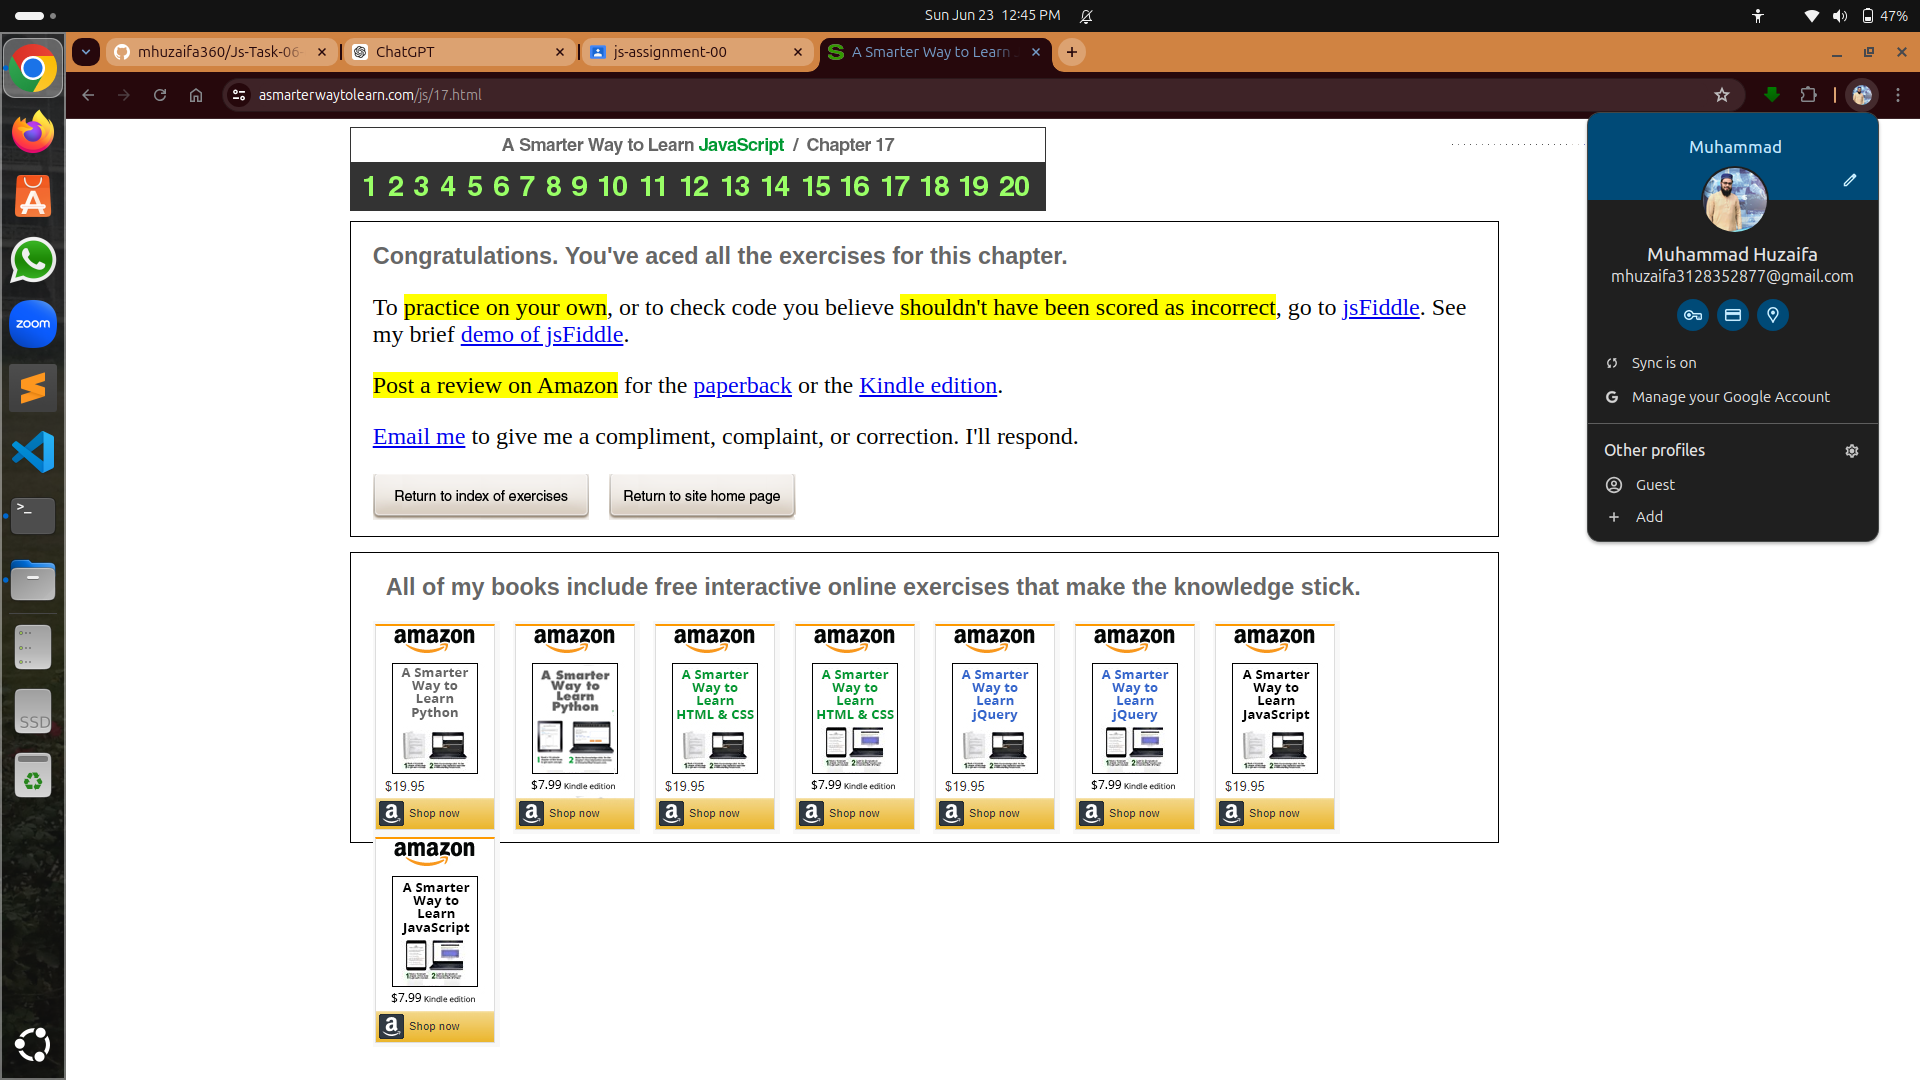 Sun Jun 23 12:45 PM
47%
mhuzaifa360/Js-Task-06-
ChatGPT
js-assignment-00
A Smarter Way to Learn J
asmarterwaytolearn.com/js/17.html
A Smarter Way to Learn JavaScript / Chapter 17
1 2 3 4 5 6 7 8 9 10 11 12 13 14 15 16 17 18 19 20
Congratulations. You've aced all the exercises for this chapter.
To practice on your own, or to check code you believe shouldn't have been scored as incorrect, go to jsFiddle. See
my brief demo of jsFiddle.
Post a review on Amazon for the paperback or the Kindle edition.
Email me to give me a compliment, complaint, or correction. I'll respond.
Return to index of exercises
Return to site home page
Muhammad
Muhammad Huzaifa
mhuzaifa3128352877@gmail.com
Sync is on
Manage your Google Account
Other profiles
Guest
Add
zoom
SSD
All of my books include free interactive online exercises that make the knowledge stick.
amazon
A Smarter
Way to
Learn
Python
$19.95
Shop now
amazon
A Smarter
Way to
Learn
Python
$7.99 Kindle edition
Shop now
amazon
A Smarter
Way to
Learn
HTML & CSS
$19.95
Shop now
amazon
A Smarter
Way to
Learn
HTML & CSS
$7.99 Kindle edition
Shop now
amazon
A Smarter
Way to
Learn
jQuery
$19.95
Shop now
amazon
A Smarter
Way to
Learn
jQuery
$7.99 Kindle edition
Shop now
amazon
A Smarter
Way to
Learn
JavaScript
$19.95
Shop now
amazon
A Smarter
Way to
Learn
JavaScript
$7.99 Kindle edition
Shop now